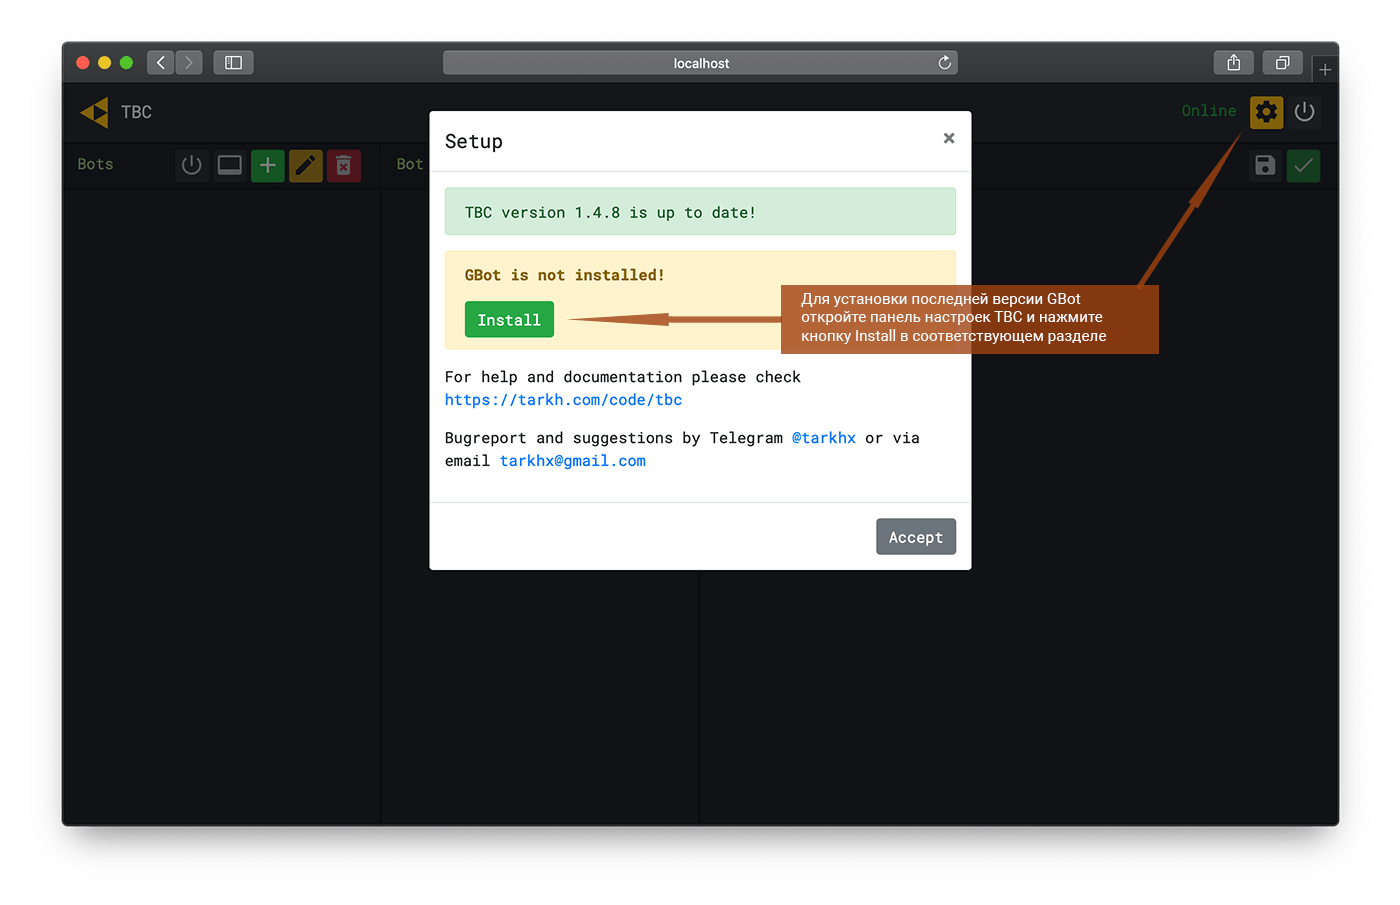 localhost
TBC
Online
Bots
Bot
Setup
×
TBC version 1.4.8 is up to date!
GBot is not installed!
Install
Для установки последней версии GBot
откройте панель настроек TBC и нажмите
кнопку Install в соответствующем разделе
For help and documentation please check
https://tarkh.com/code/tbc
Bugreport and suggestions by Telegram @tarkhx or via
email tarkhx@gmail.com
Accept